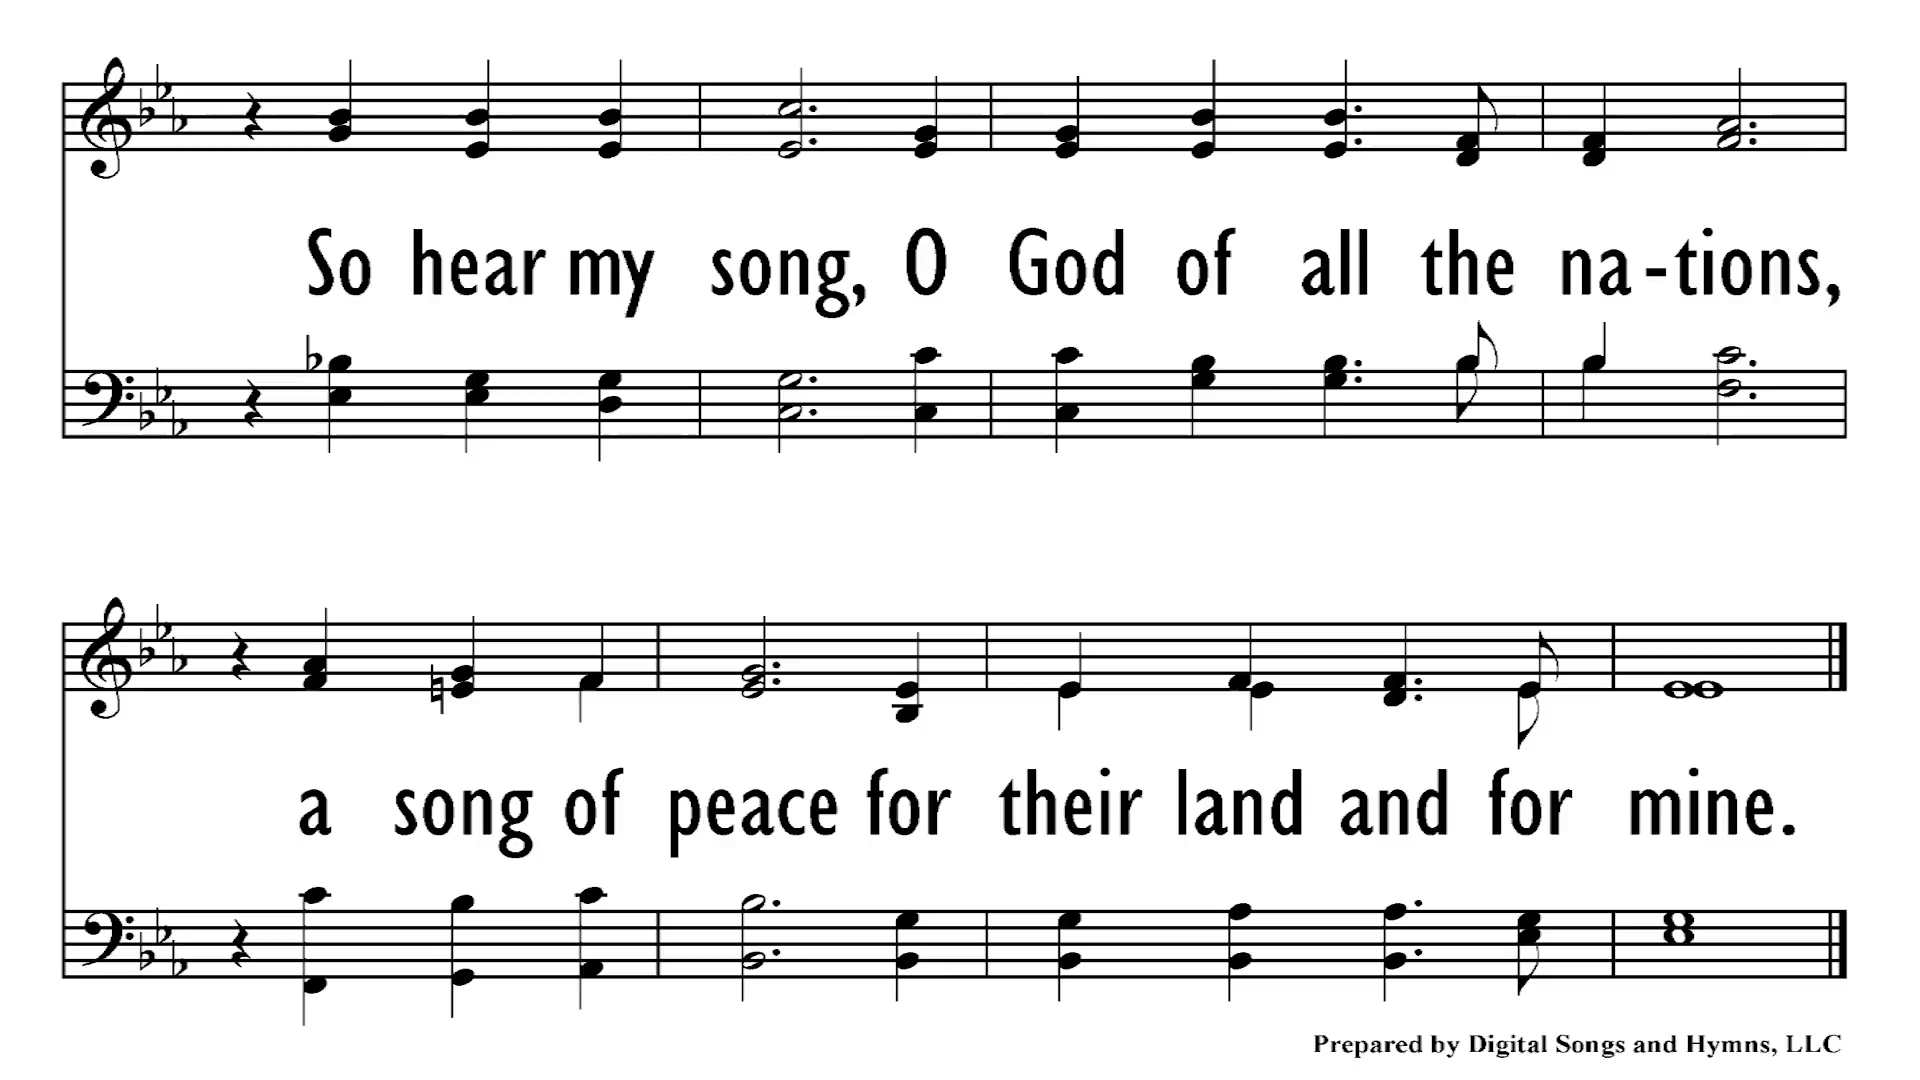 So hear my song, O God of all the na-tions,
a song of peace for their land and for mine.
Prepared by Digital Songs and Hymns, LLC